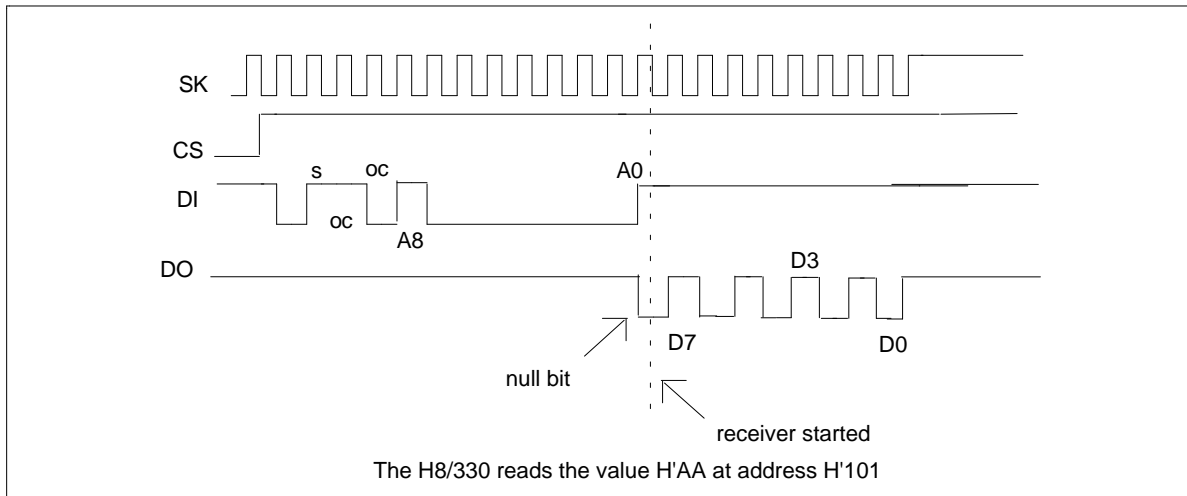 SK
CS
s
oc
A0
DI
oc
A8
DO
D3
D7
D0
null bit
receiver started
The H8/330 reads the value H'AA at address H'101